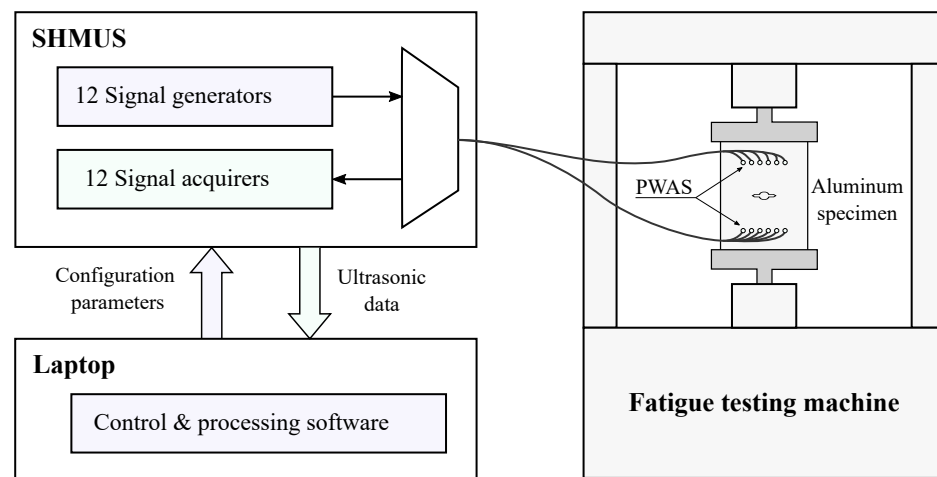 SHMUS
12 Signal generators
12 Signal acquirers
Configuration
parameters
Ultrasonic
data
Laptop
Control & processing software
PWAS
Aluminum
specimen
Fatigue testing machine